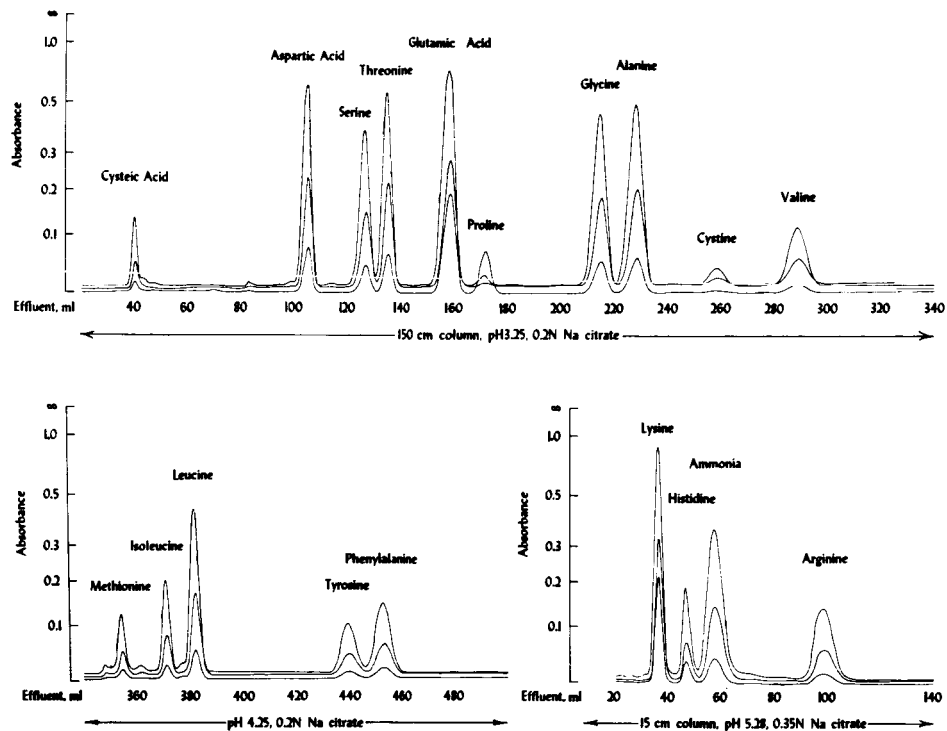 ∞
1.0
0.5
0.3
0.2
0.1
Absorbance
Cysteic Acid
Aspartic Acid
Serine
Threonine
Glutamic Acid
Proline
Glycine
Alanine
Cystine
Valine
Effluent, ml 40 60 80 100 120 140 160 180 200 220 240 260 280 300 320 340
150 cm column, pH3.25, 0.2N Na citrate
∞
1.0
0.5
0.3
0.2
0.1
Absorbance
Methionine
Isoleucine
Leucine
Tyrosine
Phenylalanine
Effluent, ml 360 380 400 420 440 460 480
pH 4.25, 0.2N Na citrate
∞
1.0
0.5
0.3
0.2
0.1
Absorbance
Lysine
Histidine
Ammonia
Arginine
Effluent, ml 20 40 60 80 100 120 140
15 cm column, pH 5.28, 0.35N Na citrate